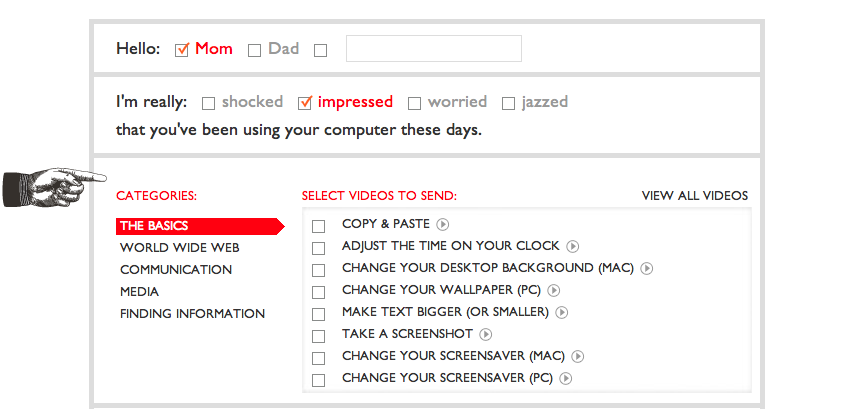 Hello: Mom Dad
I'm really: shocked impressed worried jazzed
that you've been using your computer these days.
CATEGORIES:
THE BASICS
WORLD WIDE WEB
COMMUNICATION
MEDIA
FINDING INFORMATION
SELECT VIDEOS TO SEND: VIEW ALL VIDEOS
COPY & PASTE
ADJUST THE TIME ON YOUR CLOCK
CHANGE YOUR DESKTOP BACKGROUND (MAC)
CHANGE YOUR WALLPAPER (PC)
MAKE TEXT BIGGER (OR SMALLER)
TAKE A SCREENSHOT
CHANGE YOUR SCREENSAVER (MAC)
CHANGE YOUR SCREENSAVER (PC)